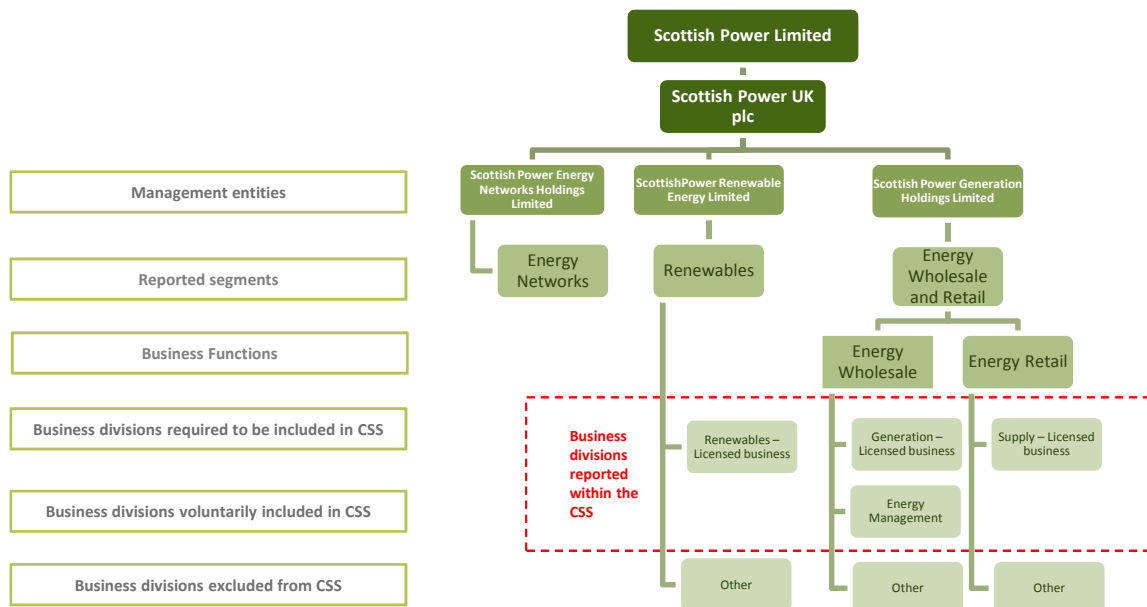 Scottish Power Limited
Scottish Power UK
plc
Management entities
Scottish Power Energy
Networks Holdings
Limited
ScottishPower Renewable
Energy Limited
Scottish Power Generation
Holdings Limited
Reported segments
Energy
Networks
Renewables
Energy
Wholesale
and Retail
Business Functions
Energy
Wholesale
Energy Retail
Business divisions required to be included in CSS
Business
divisions
reported
within the
CSS
Renewables –
Licensed business
Generation –
Licensed business
Supply – Licensed
business
Business divisions voluntarily included in CSS
Energy
Management
Business divisions excluded from CSS
Other
Other
Other